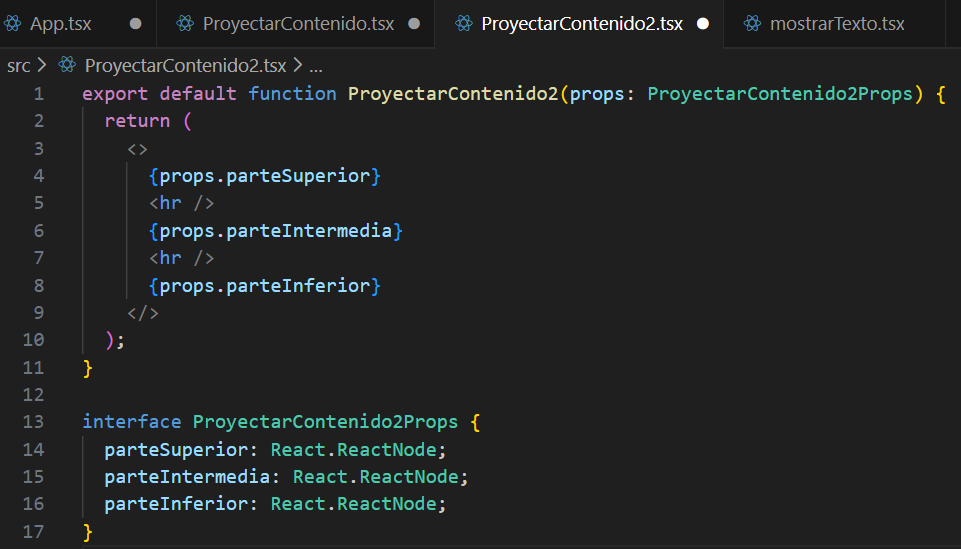 App.tsx ProyectarContenido.tsx ProyectarContenido2.tsx mostrarTexto.tsx
src > ProyectarContenido2.tsx > ...
1 export default function ProyectarContenido2(props: ProyectarContenido2Props) {
2 return (
3 <>
4 {props.parteSuperior}
5 <hr />
6 {props.parteIntermedia}
7 <hr />
8 {props.parteInferior}
9 </>
10 );
11 }
12
13 interface ProyectarContenido2Props {
14 parteSuperior: React.ReactNode;
15 parteIntermedia: React.ReactNode;
16 parteInferior: React.ReactNode;
17 }